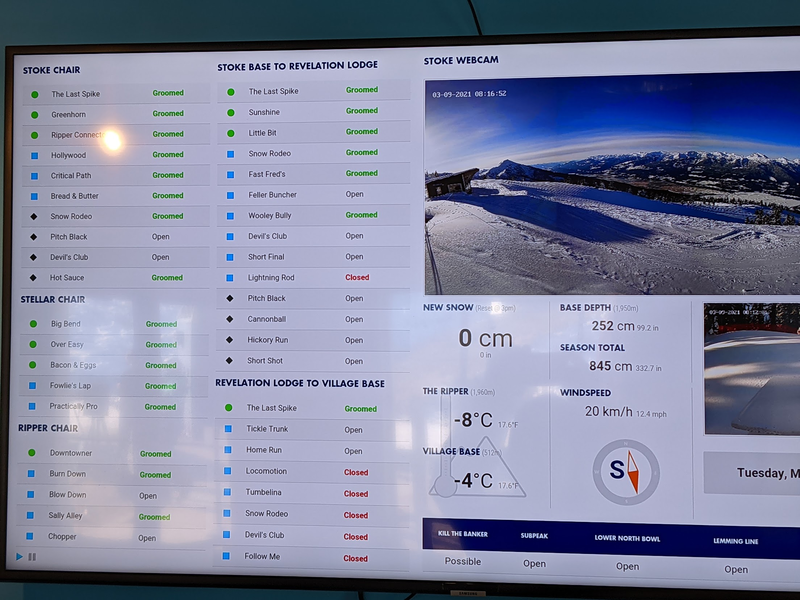 STOKE CHAIR
The Last Spike Groomed
Greenhorn Groomed
Ripper Connect Groomed
Hollywood Groomed
Critical Path Groomed
Bread & Butter Groomed
Snow Rodeo Groomed
Pitch Black Open
Devil's Club Open
Hot Sauce Groomed
STELLAR CHAIR
Big Bend Groomed
Over Easy Groomed
Bacon & Eggs Groomed
Fowlie's Lap Groomed
Practically Pro Groomed
RIPPER CHAIR
Downtowner Groomed
Burn Down Groomed
Blow Down Open
Sally Alley Groomed
Chopper Open
STOKE BASE TO REVELATION LODGE
The Last Spike Groomed
Sunshine Groomed
Little Bit Groomed
Snow Rodeo Groomed
Fast Fred's Groomed
Feller Buncher Open
Wooley Bully Groomed
Devil's Club Open
Short Final Open
Lightning Rod Closed
Pitch Black Open
Cannonball Open
Hickory Run Open
Short Shot Open
REVELATION LODGE TO VILLAGE BASE
The Last Spike Groomed
Tickle Trunk Open
Home Run Open
Locomotion Closed
Tumbelina Closed
Snow Rodeo Closed
Devil's Club Closed
Follow Me Closed
STOKE WEBCAM
03-09-2021 08:16:52
NEW SNOW (Reset @ 3pm)
0 cm
0 in
BASE DEPTH (1,950m)
252 cm 99.2 in
SEASON TOTAL
845 cm 332.7 in
THE RIPPER (1,960m)
-8°C 17.6°F
WINDSPEED
20 km/h 12.4 mph
VILLAGE BASE (512m)
-4°C 17.6°F
S
Tuesday, M
KILL THE BANKER SUBPEAK LOWER NORTH BOWL LEMMING LINE
Possible Open Open Open
SAMSUNG